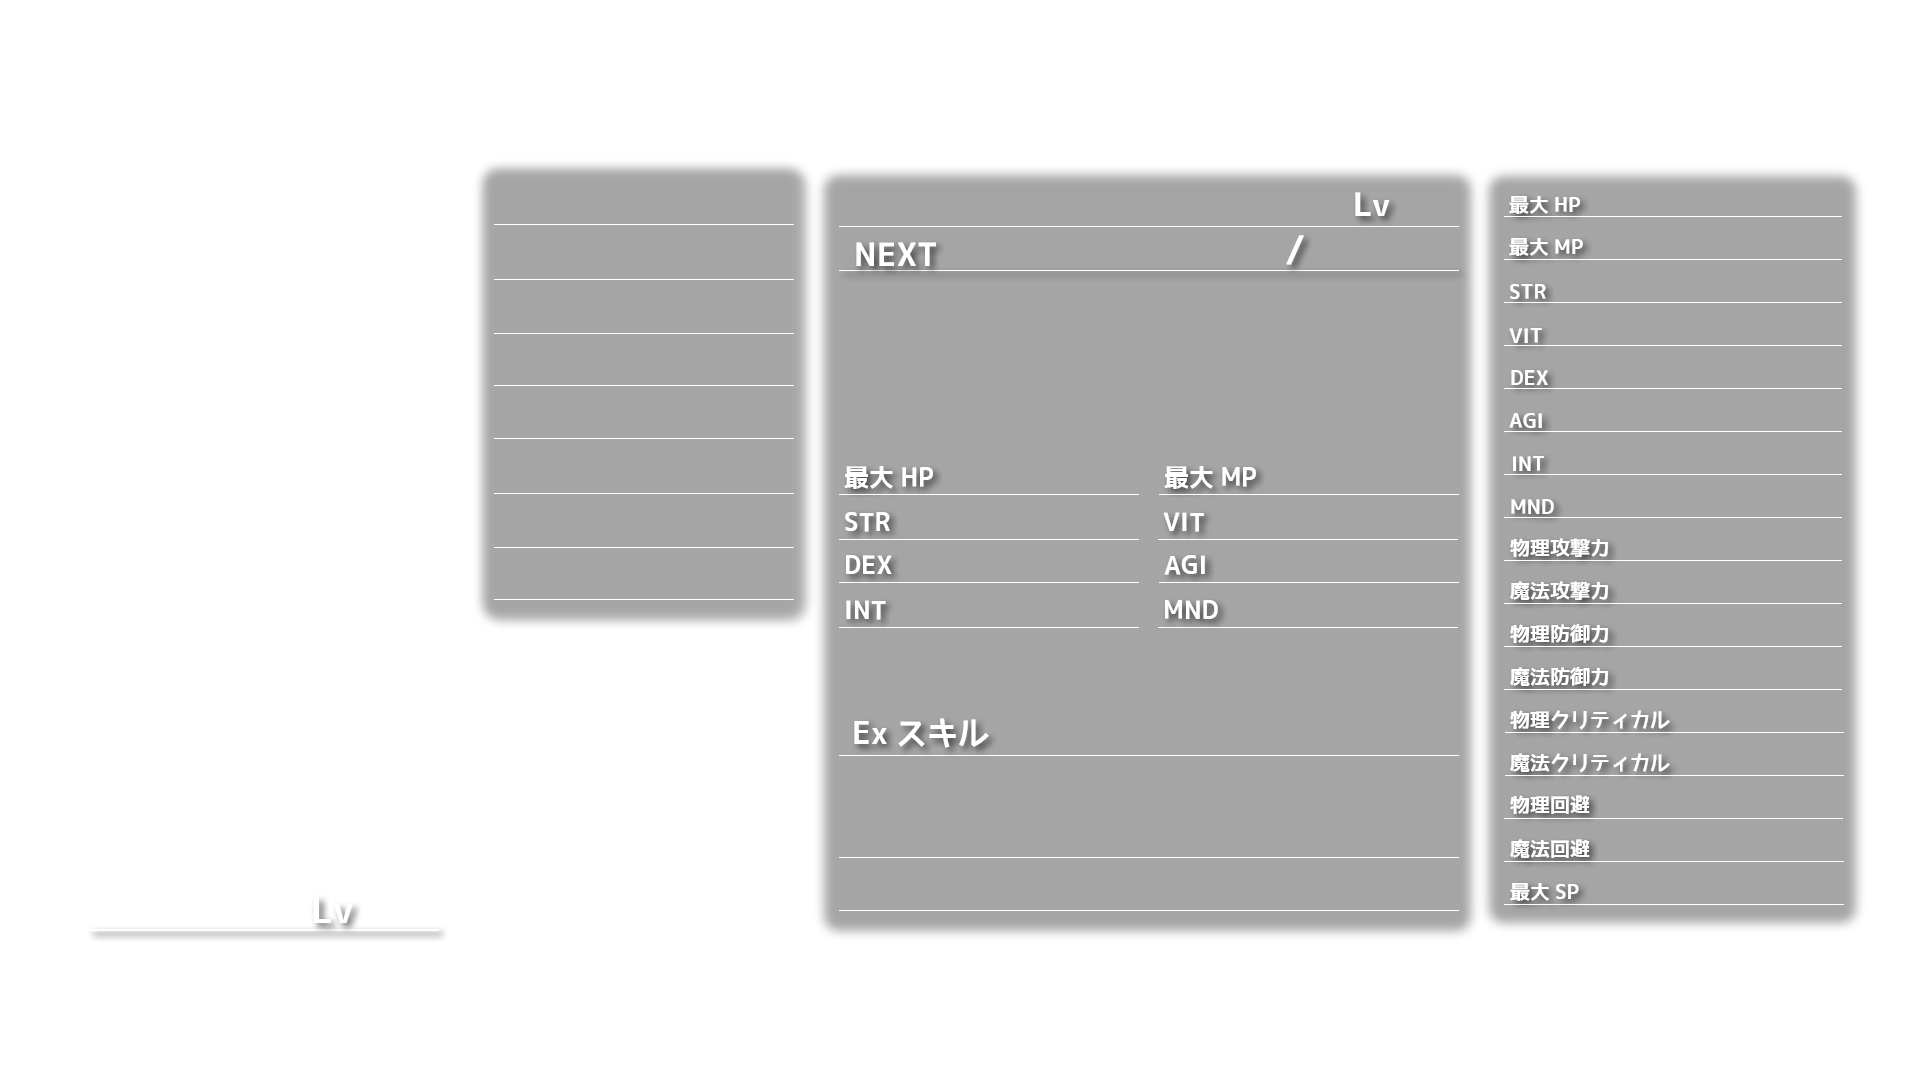 Lv
NEXT /
最大 HP 最大 MP
STR VIT
DEX AGI
INT MND
Ex スキル
最大 HP
最大 MP
STR
VIT
DEX
AGI
INT
MND
物理攻撃力
魔法攻撃力
物理防御力
魔法防御力
物理クリティカル
魔法クリティカル
物理回避
魔法回避
最大 SP
Lv